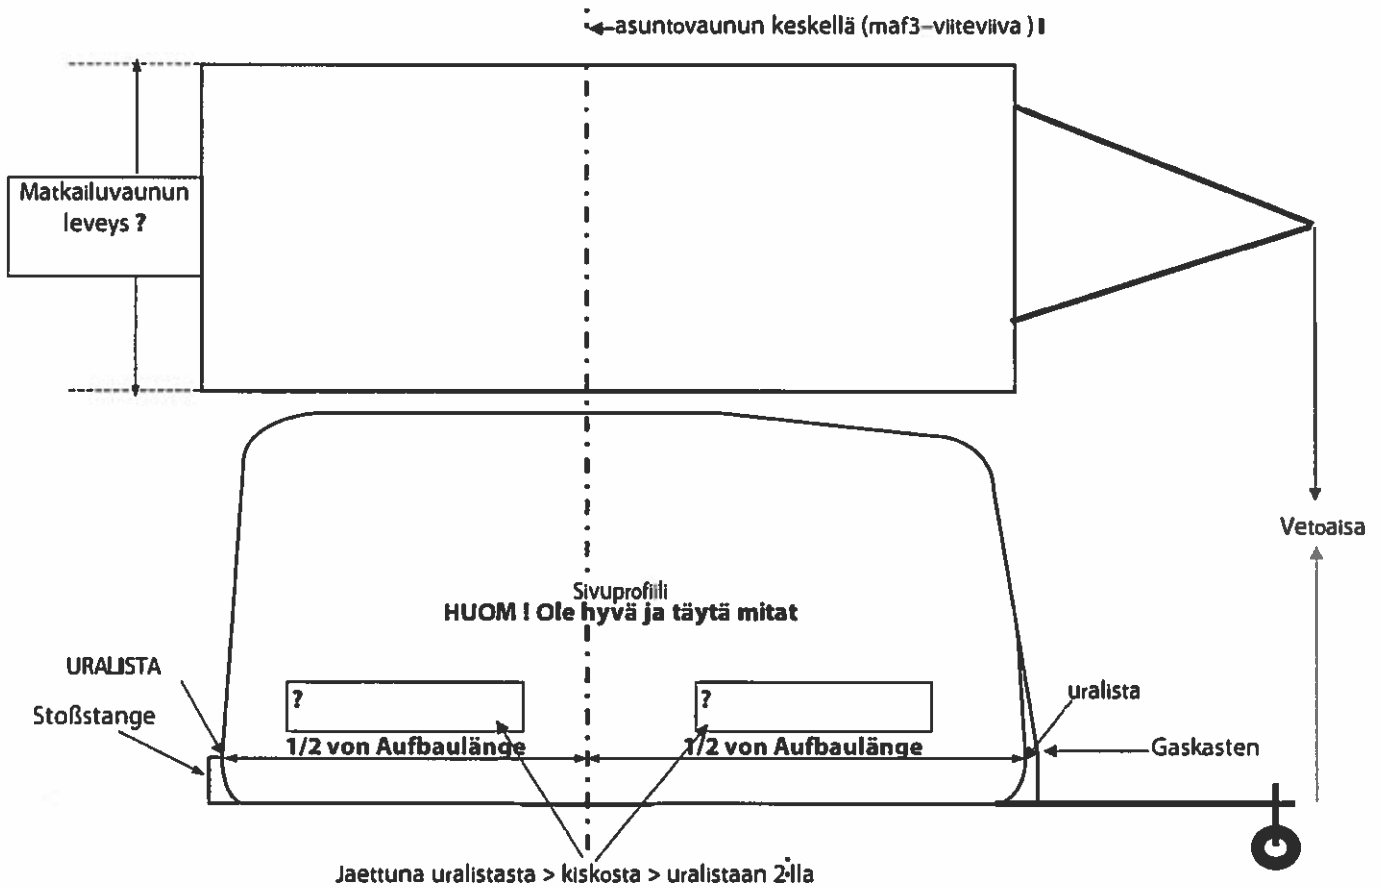 asuntovaunun keskellä (maf3-viiteviiva) I
Matkailuvaunun
leveys ?
Vetoaisa
Sivuprofiili
HUOM ! Ole hyvä ja täytä mitat
URALISTA
Stoßstange
?
?
uralista
1/2 von Aufbaulänge
1/2 von Aufbaulänge
Gaskasten
Jaettuna uralistasta > kiskosta > uralistaan 2:lla